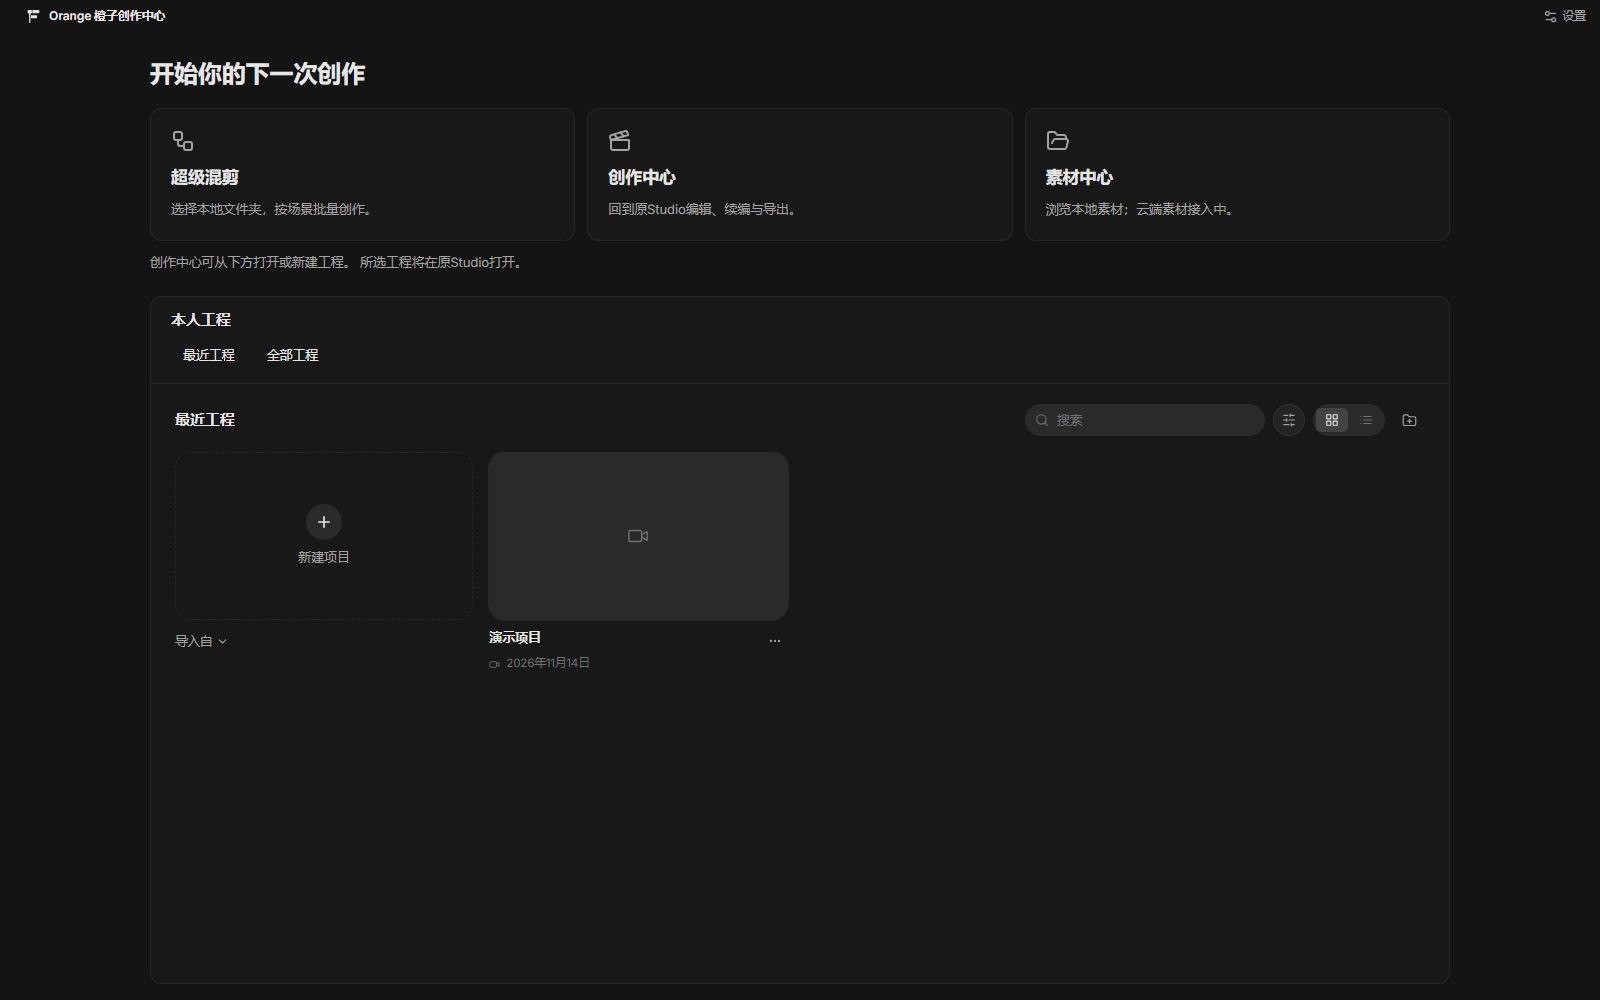 Orange 橙子创作中心
设置
开始你的下一次创作
超级混剪
选择本地文件夹，按场景批量创作。
创作中心
回到原Studio编辑、续编与导出。
素材中心
浏览本地素材；云端素材接入中。
创作中心可从下方打开或新建工程。 所选工程将在原Studio打开。
本人工程
最近工程
全部工程
最近工程
搜索
新建项目
导入自
演示项目
2026年11月14日